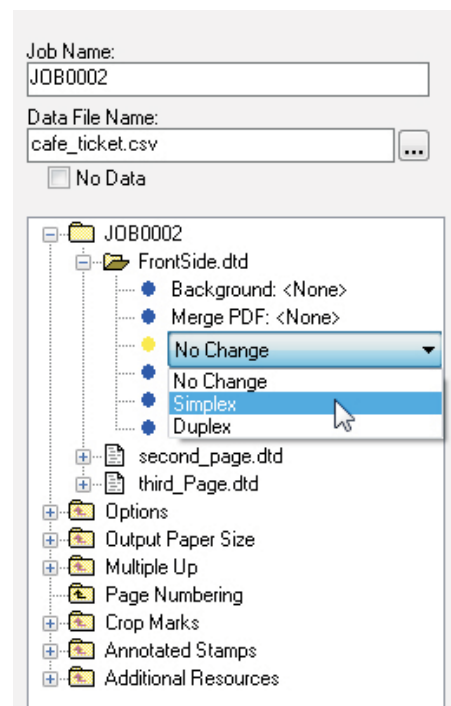 Job Name:
JOB0002
Data File Name:
cafe_ticket.csv
...
No Data
JOB0002
FrontSide.dtd
Background: <None>
Merge PDF: <None>
No Change
No Change
Simplex
Duplex
second_page.dtd
third_Page.dtd
Options
Output Paper Size
Multiple Up
Page Numbering
Crop Marks
Annotated Stamps
Additional Resources